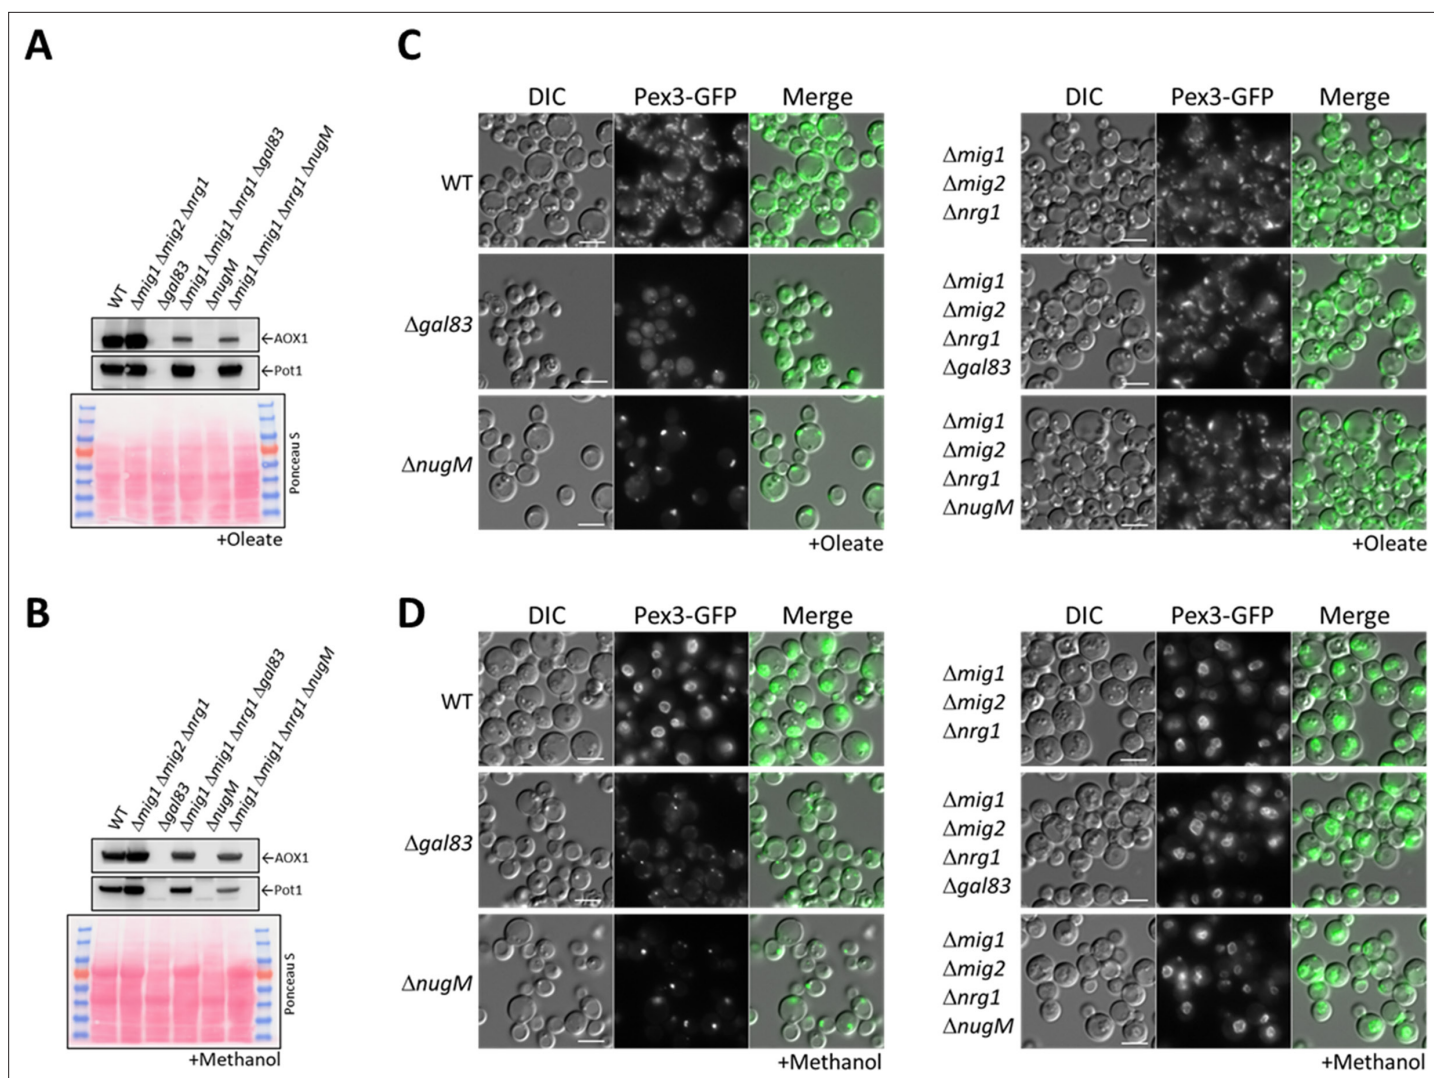 A
WT
Δmig1 Δmig2 Δnrg1
Δgal83
Δmig1 Δmig1 Δnrg1 Δgal83
ΔnugM
Δmig1 Δmig1 Δnrg1 ΔnugM
←AOX1
←Pot1
Ponceau S
+Oleate
B
WT
Δmig1 Δmig2 Δnrg1
Δgal83
Δmig1 Δmig1 Δnrg1 Δgal83
ΔnugM
Δmig1 Δmig1 Δnrg1 ΔnugM
←AOX1
←Pot1
Ponceau S
+Methanol
C
DIC Pex3-GFP Merge
WT
Δgal83
ΔnugM
+Oleate
DIC Pex3-GFP Merge
Δmig1
Δmig2
Δnrg1
Δmig1
Δmig2
Δnrg1
Δgal83
Δmig1
Δmig2
Δnrg1
ΔnugM
+Oleate
D
DIC Pex3-GFP Merge
WT
Δgal83
ΔnugM
+Methanol
DIC Pex3-GFP Merge
Δmig1
Δmig2
Δnrg1
Δmig1
Δmig2
Δnrg1
Δgal83
Δmig1
Δmig2
Δnrg1
ΔnugM
+Methanol